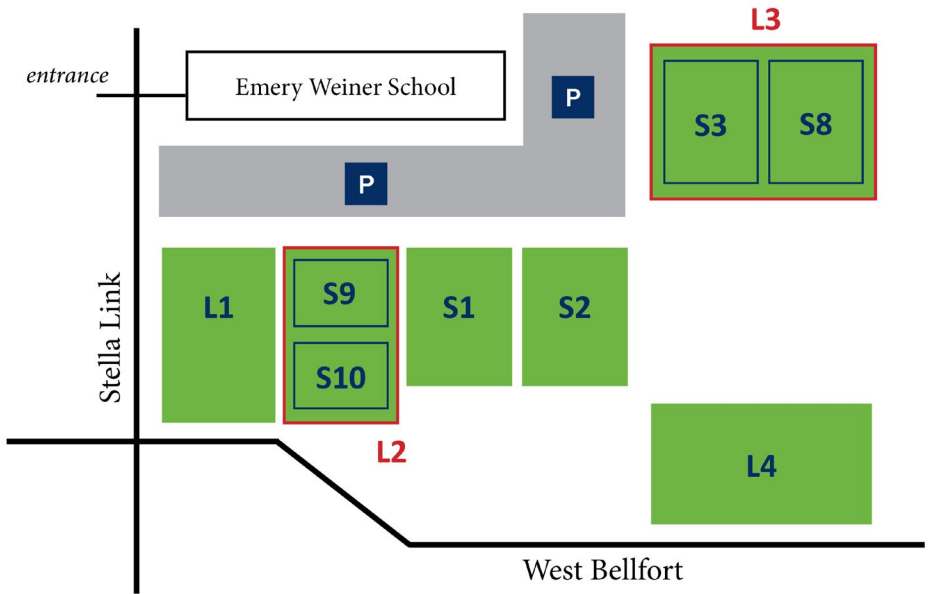 L3
entrance
Emery Weiner School
P
S3
S8
P
Stella Link
L1
S9
S1
S2
S10
L2
L4
West Bellfort